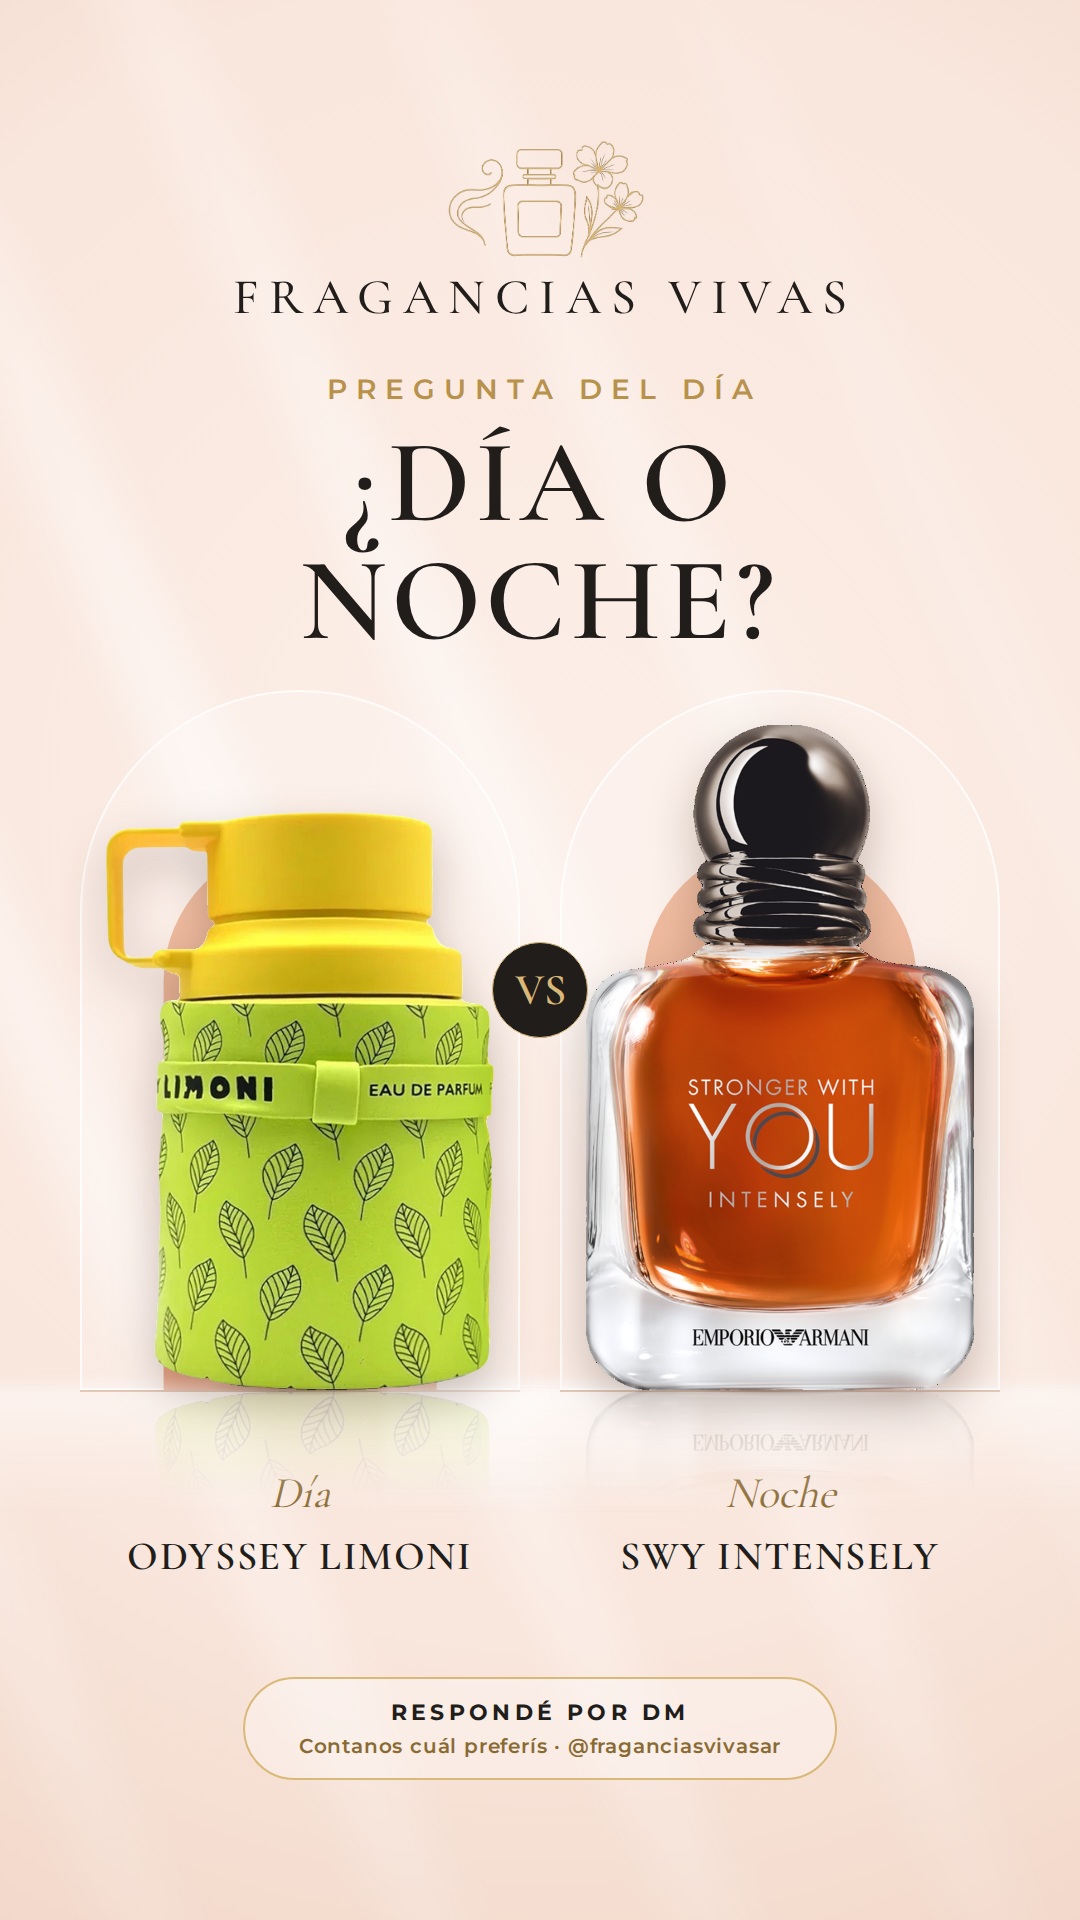 FRAGANCIAS VIVAS
PREGUNTA DEL DÍA
¿DÍA O
NOCHE?
VS
LIMONI
EAU DE PARFUM
STRONGER WITH
YOU
INTENSELY
EMPORIO ARMANI
Día
Noche
ODYSSEY LIMONI
SWY INTENSELY
RESPONDÉ POR DM
Contanos cuál preferís · @fraganciasvivasar